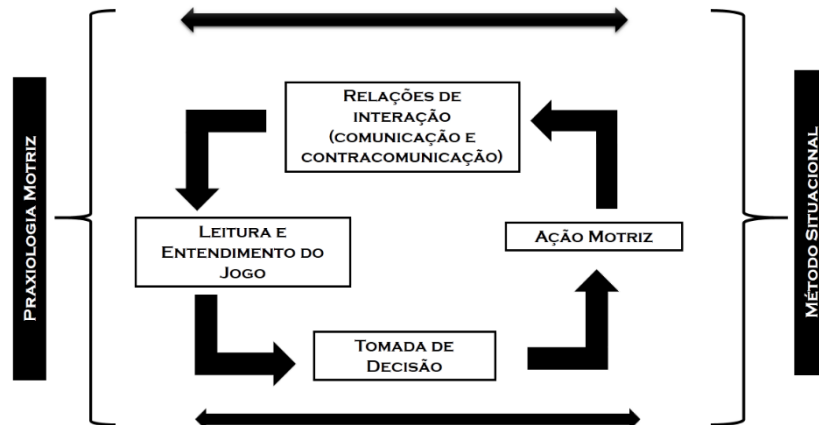 PRAXIOLOGIA MOTRIZ
RELAÇÕES DE
INTERAÇÃO
(COMUNICAÇÃO E
CONTRACOMUNICAÇÃO)
LEITURA E
ENTENDIMENTO DO
JOGO
AÇÃO MOTRIZ
TOMADA DE
DECISÃO
MÉTODO SITUACIONAL